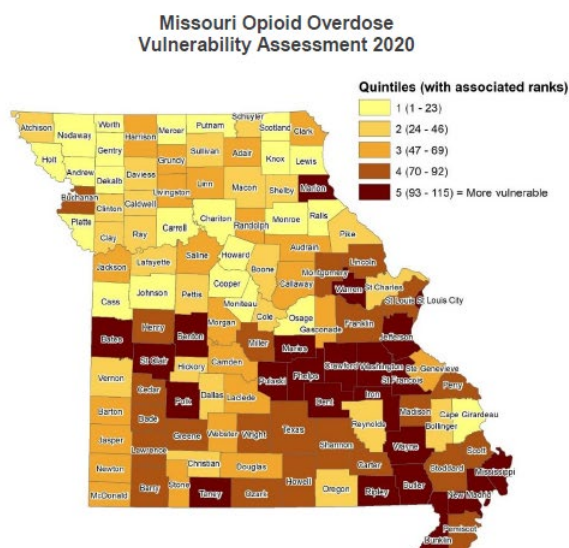 Missouri Opioid Overdose
Vulnerability Assessment 2020
Quintiles (with associated ranks)
1 (1 - 23)
2 (24 - 46)
3 (47 - 69)
4 (70 - 92)
5 (93 - 115) = More vulnerable
Atchison
Nodaway
Worth
Harrison
Mercer
Putnam
Schuyler
Scotland
Clark
Gentry
Sullivan
Adair
Knox
Lewis
Holt
Andrew
Dekalb
Daviess
Grundy
Linn
Macon
Shelby
Marion
Buchanan
Clinton
Caldwell
Livingston
Chariton
Randolph
Monroe
Ralls
Platte
Clay
Ray
Carroll
Pike
Audrain
Jackson
Lafayette
Saline
Howard
Boone
Callaway
Montgomery
Lincoln
Warren
St Charles
St Louis
St Louis City
Cass
Johnson
Pettis
Cooper
Moniteau
Cole
Osage
Gasconade
Franklin
Jefferson
Bates
Henry
Benton
Morgan
Miller
Maries
Crawford
Washington
Ste Genevieve
St Clair
Hickory
Camden
Pulaski
Phelps
St Francois
Perry
Vernon
Cedar
Polk
Dallas
Laclede
Dent
Iron
Madison
Cape Girardeau
Bollinger
Barton
Dade
Greene
Webster
Wright
Texas
Reynolds
Wayne
Scott
Jasper
Lawrence
Christian
Douglas
Shannon
Carter
Stoddard
Mississippi
Newton
McDonald
Barry
Stone
Taney
Ozark
Howell
Oregon
Ripley
Butler
New Madrid
Pemiscot
Dunklin